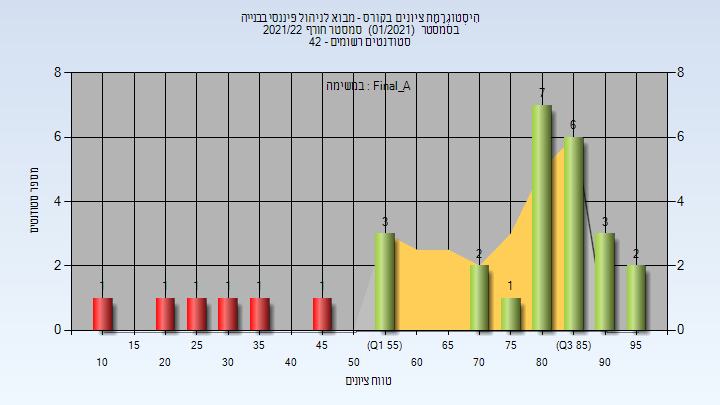 היסטוגרמת ציונים בקורס - מבוא לניהול פיננסי בבנייה
בסמסטר (01/2021) סמסטר חורף 2021/22
סטודנטים רשומים - 42
במשימה : Final_A
8 8
6 6
4 4
2 2
0 0
מספר סטודנטים
1 1 1 1 1 1 3 2 1 7 6 3 2
15 25 35 45 (Q1 55) 65 75 (Q3 85) 95
10 20 30 40 50 60 70 80 90
טווח ציונים